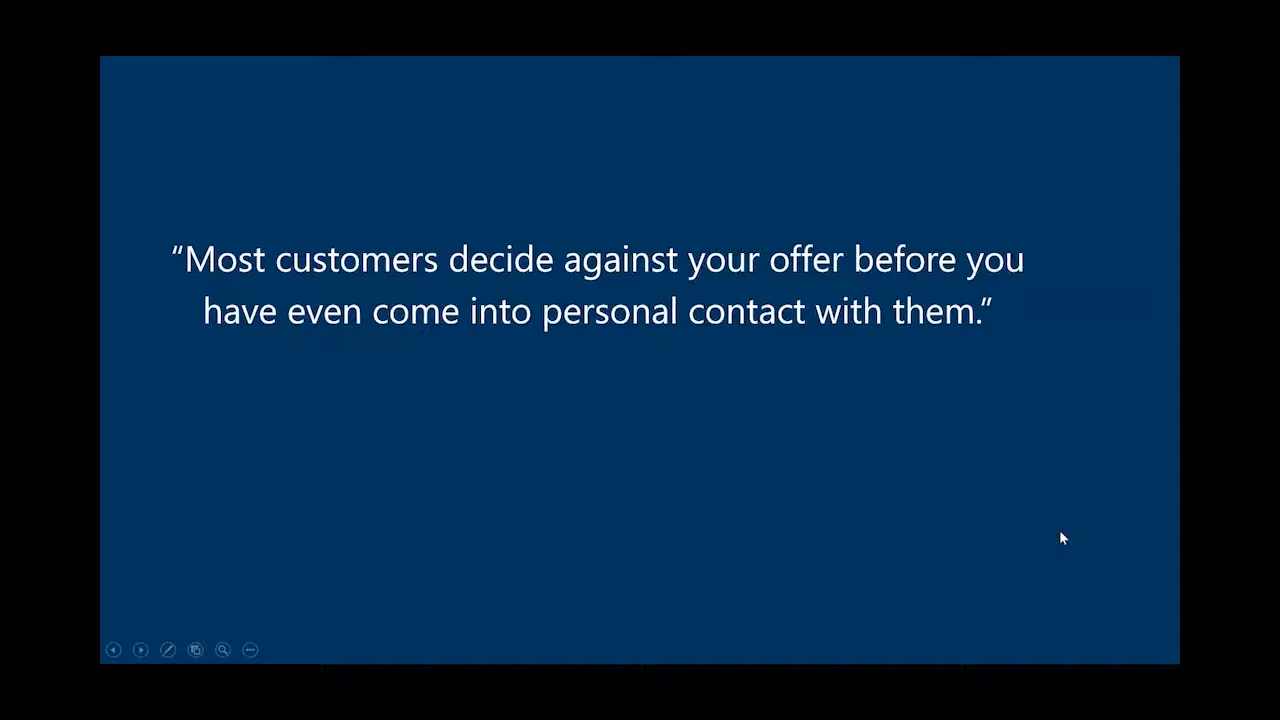 “Most customers decide against your offer before you
have even come into personal contact with them.”